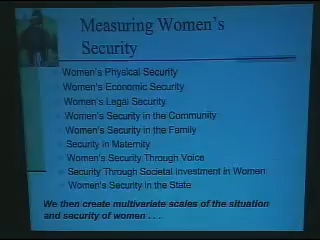 Measuring Women's
Security
Women's Physical Security
Women's Economic Security
Women's Legal Security
Women's Security in the Community
Women's Security in the Family
Security in Maternity
Women's Security Through Voice
Security Through Societal Investment in Women
Women's Security in the State
We then create multivariate scales of the situation
and security of women . . .